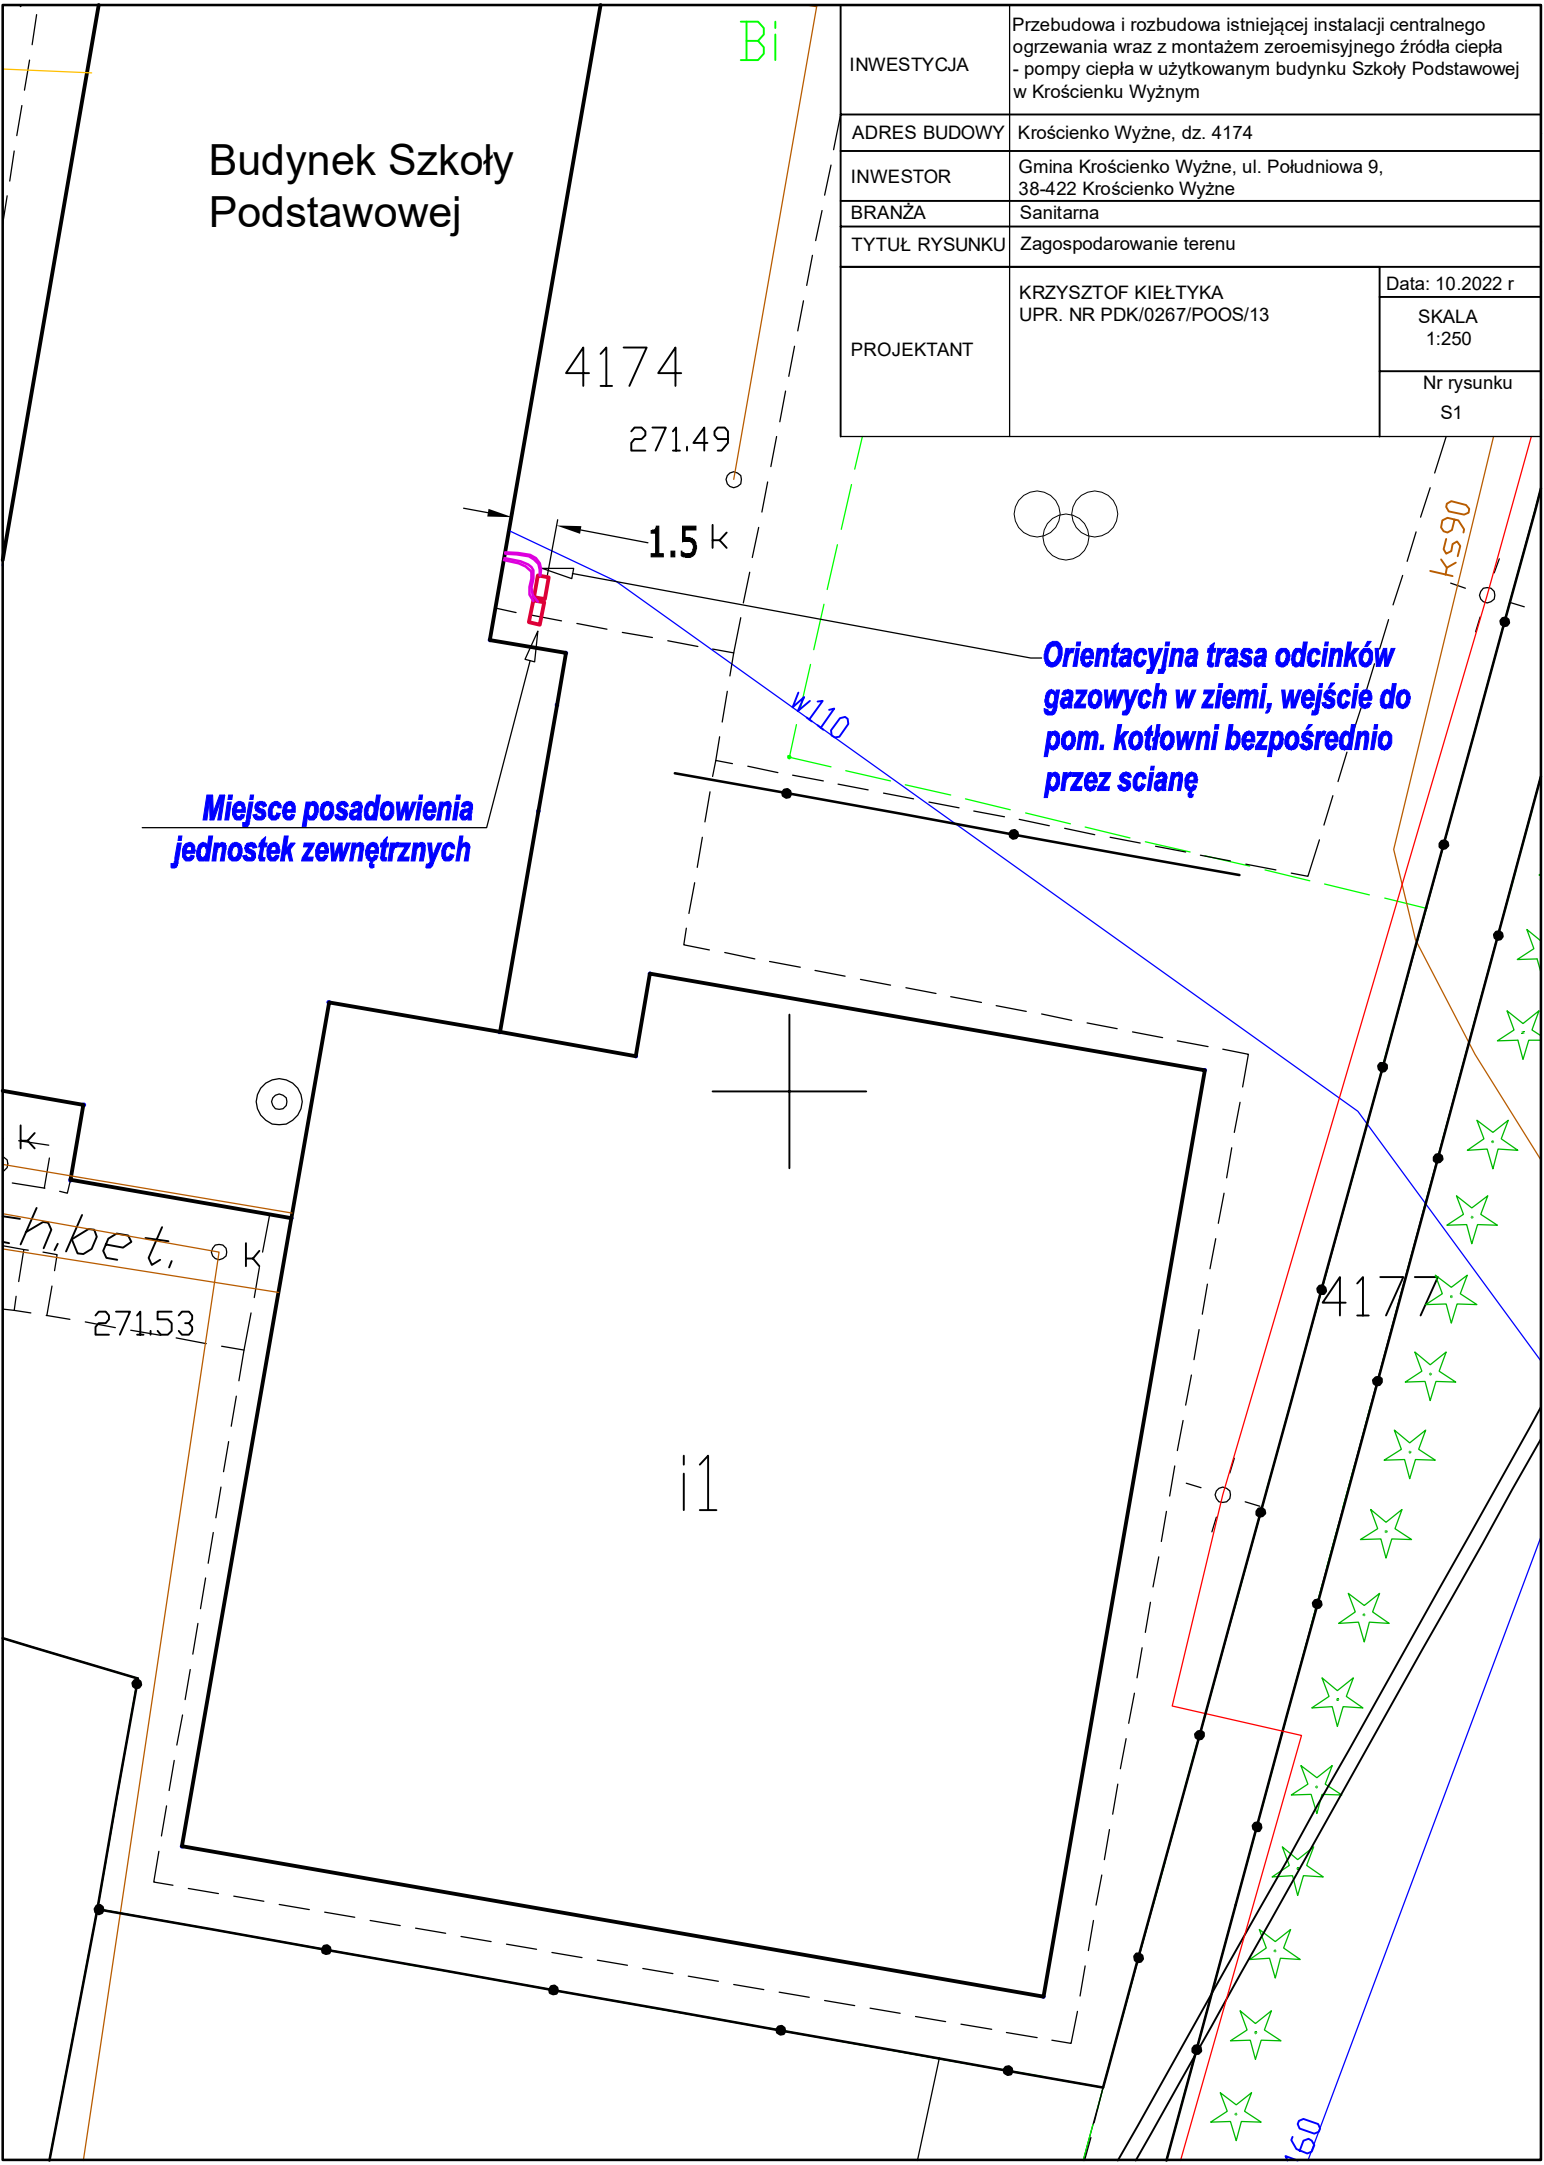 Bi
INWESTYCJA
Przebudowa i rozbudowa istniejącej instalacji centralnego
ogrzewania wraz z montażem zeroemisyjnego źródła ciepła
- pompy ciepła w użytkowanym budynku Szkoły Podstawowej
w Krościenku Wyżnym
ADRES BUDOWY
Krościenko Wyżne, dz. 4174
INWESTOR
Gmina Krościenko Wyżne, ul. Południowa 9,
38-422 Krościenko Wyżne
BRANŻA
Sanitarna
TYTUŁ RYSUNKU
Zagospodarowanie terenu
PROJEKTANT
KRZYSZTOF KIEŁTYKA
UPR. NR PDK/0267/POOS/13
Data: 10.2022 r
SKALA
1:250
Nr rysunku
S1
Budynek Szkoły
Podstawowej
4174
271.49
1.5 k
ks90
Orientacyjna trasa odcinków
gazowych w ziemi, wejście do
pom. kotłowni bezpośrednio
przez scianę
w110
Miejsce posadowienia
jednostek zewnętrznych
k
h.bet.
k
271.53
4177
i1
160